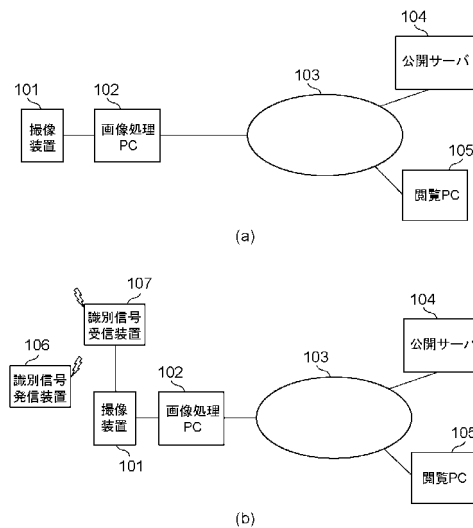 104
公開サーバ
101
102
103
撮像
装置
画像処理
PC
105
閲覧PC
(a)
107
識別信号
受信装置
104
106
公開サーバ
102
103
識別信号
発信装置
撮像
装置
画像処理
PC
105
101
閲覧PC
(b)